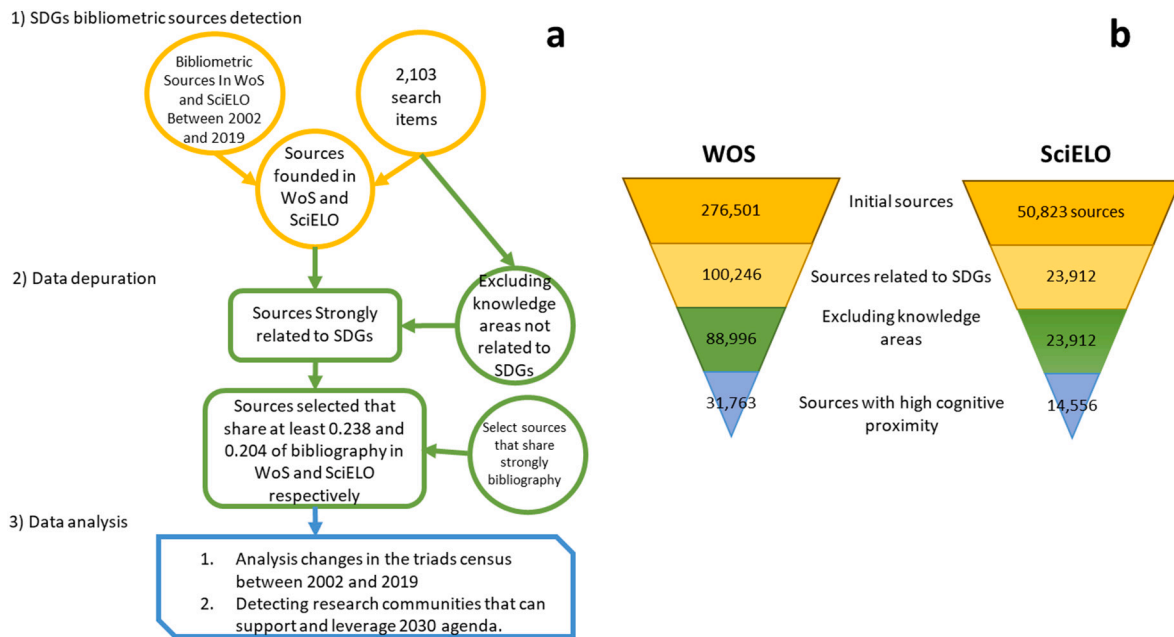 1) SDGs bibliometric sources detection
a
Bibliometric
Sources In WoS
and SciELO
Between 2002
and 2019
2,103
search
items
Sources
founded in
WoS and
SciELO
2) Data depuration
Sources Strongly
related to SDGs
Excluding
knowledge
areas not
related to
SDGs
Sources selected that
share at least 0.238 and
0.204 of bibliography in
WoS and SciELO
respectively
Select sources
that share
strongly
bibliography
3) Data analysis
1. Analysis changes in the triads census
between 2002 and 2019
2. Detecting research communities that can
support and leverage 2030 agenda.
b
WOS
SciELO
276,501
Initial sources
50,823 sources
100,246
Sources related to SDGs
23,912
88,996
Excluding knowledge
areas
23,912
31,763
Sources with high cognitive
proximity
14,556